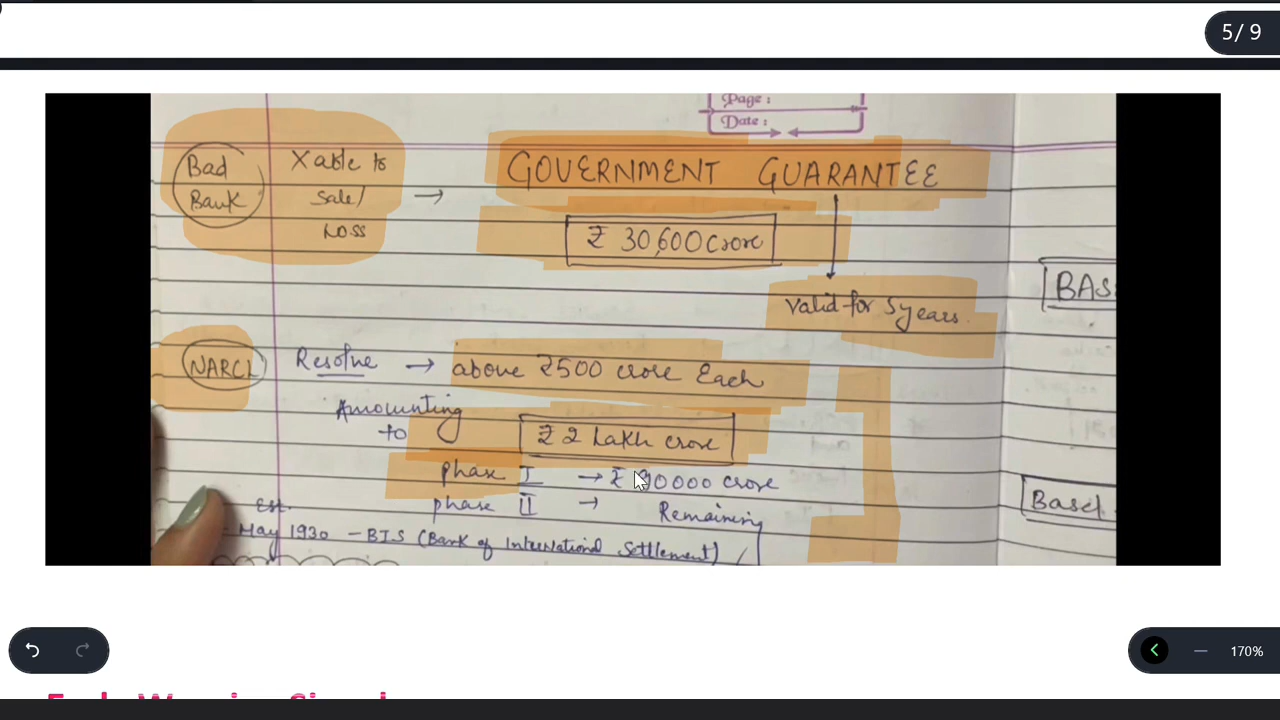 5/ 9
Page :
Date :
Bad Bank X able to sale/ Loss → GOVERNMENT GUARANTEE
₹ 30,600 crore
valid for 5 years.
BAS
NARCL Resolve → above ₹500 crore Each
Amounting to ₹ 2 Lakh crore
phase I → ₹ 90000 crore
phase II → Remaining
Basel
Est.
May 1930 - BIS (Bank of International Settlement)
170%